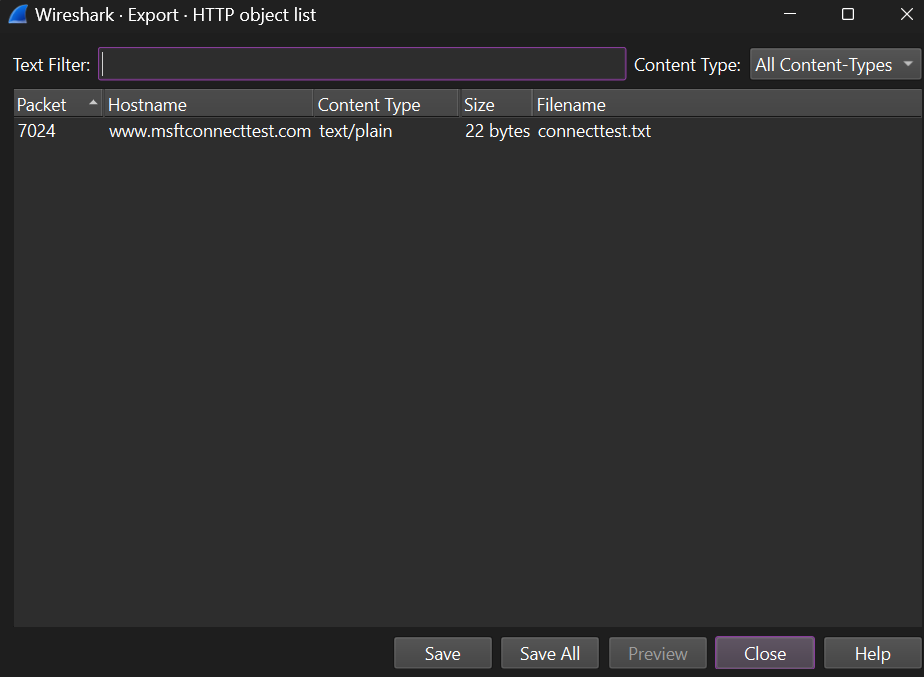 Wireshark · Export · HTTP object list
Text Filter: Content Type: All Content-Types
Packet Hostname Content Type Size Filename
7024 www.msftconnecttest.com text/plain 22 bytes connecttest.txt
Save Save All Preview Close Help